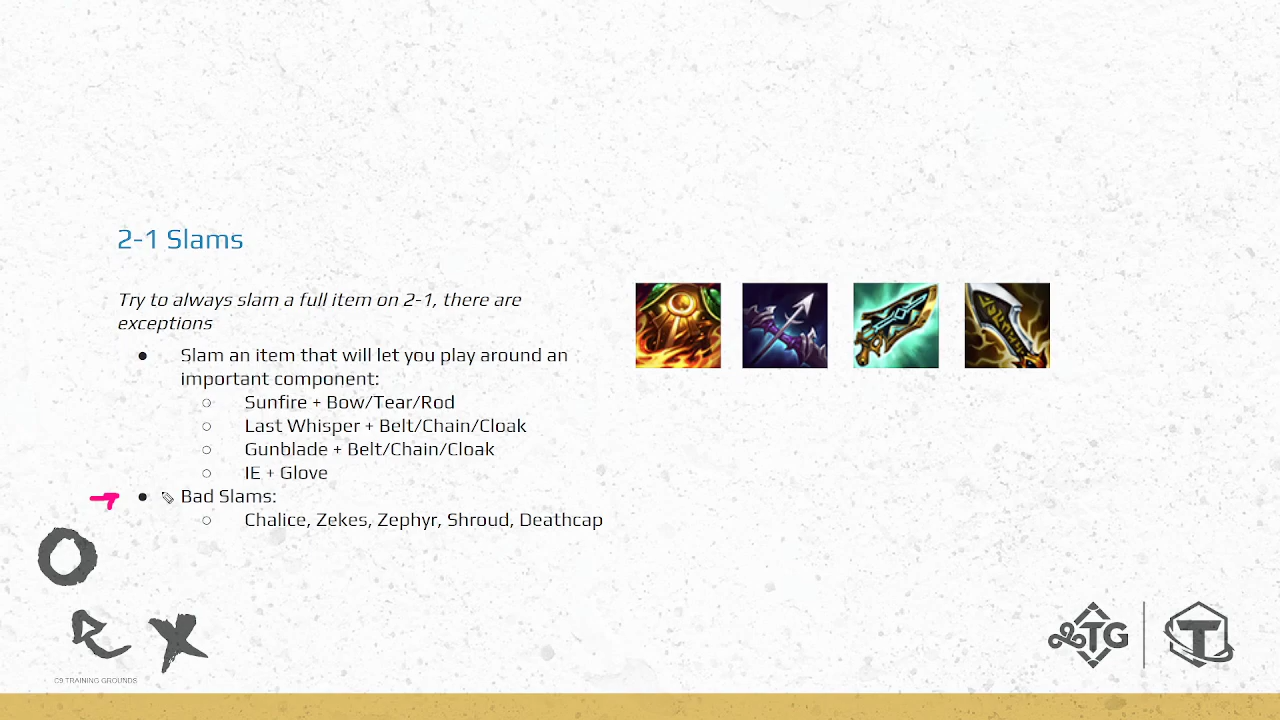 2-1 Slams
Try to always slam a full item on 2-1, there are
exceptions
● Slam an item that will let you play around an
important component:
○ Sunfire + Bow/Tear/Rod
○ Last Whisper + Belt/Chain/Cloak
○ Gunblade + Belt/Chain/Cloak
○ IE + Glove
● Bad Slams:
○ Chalice, Zekes, Zephyr, Shroud, Deathcap
TG
T
C9 TRAINING GROUNDS